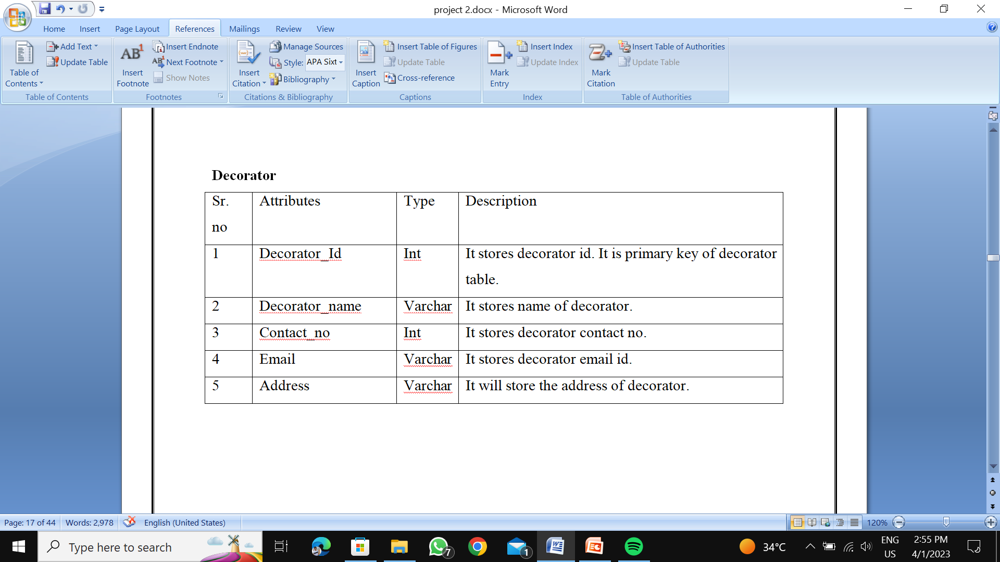 project 2.docx - Microsoft Word
Home Insert Page Layout References Mailings Review View
Table of Contents
Add Text
Update Table
Table of Contents
AB1
Insert Footnote
Insert Endnote
AB Next Footnote
Show Notes
Footnotes
Insert Citation
Manage Sources
Style: APA Sixt
Bibliography
Citations & Bibliography
Insert Caption
Insert Table of Figures
Update Table
Cross-reference
Captions
Mark Entry
Insert Index
Update Index
Index
Mark Citation
Insert Table of Authorities
Update Table
Table of Authorities
Decorator
Sr. no Attributes Type Description
1 Decorator_Id Int It stores decorator id. It is primary key of decorator
table.
2 Decorator_name Varchar It stores name of decorator.
3 Contact_no Int It stores decorator contact no.
4 Email Varchar It stores decorator email id.
5 Address Varchar It will store the address of decorator.
Page: 17 of 44 Words: 2,978 English (United States) 120%
Type here to search
7
1
34°C
ENG
US
2:55 PM
4/1/2023